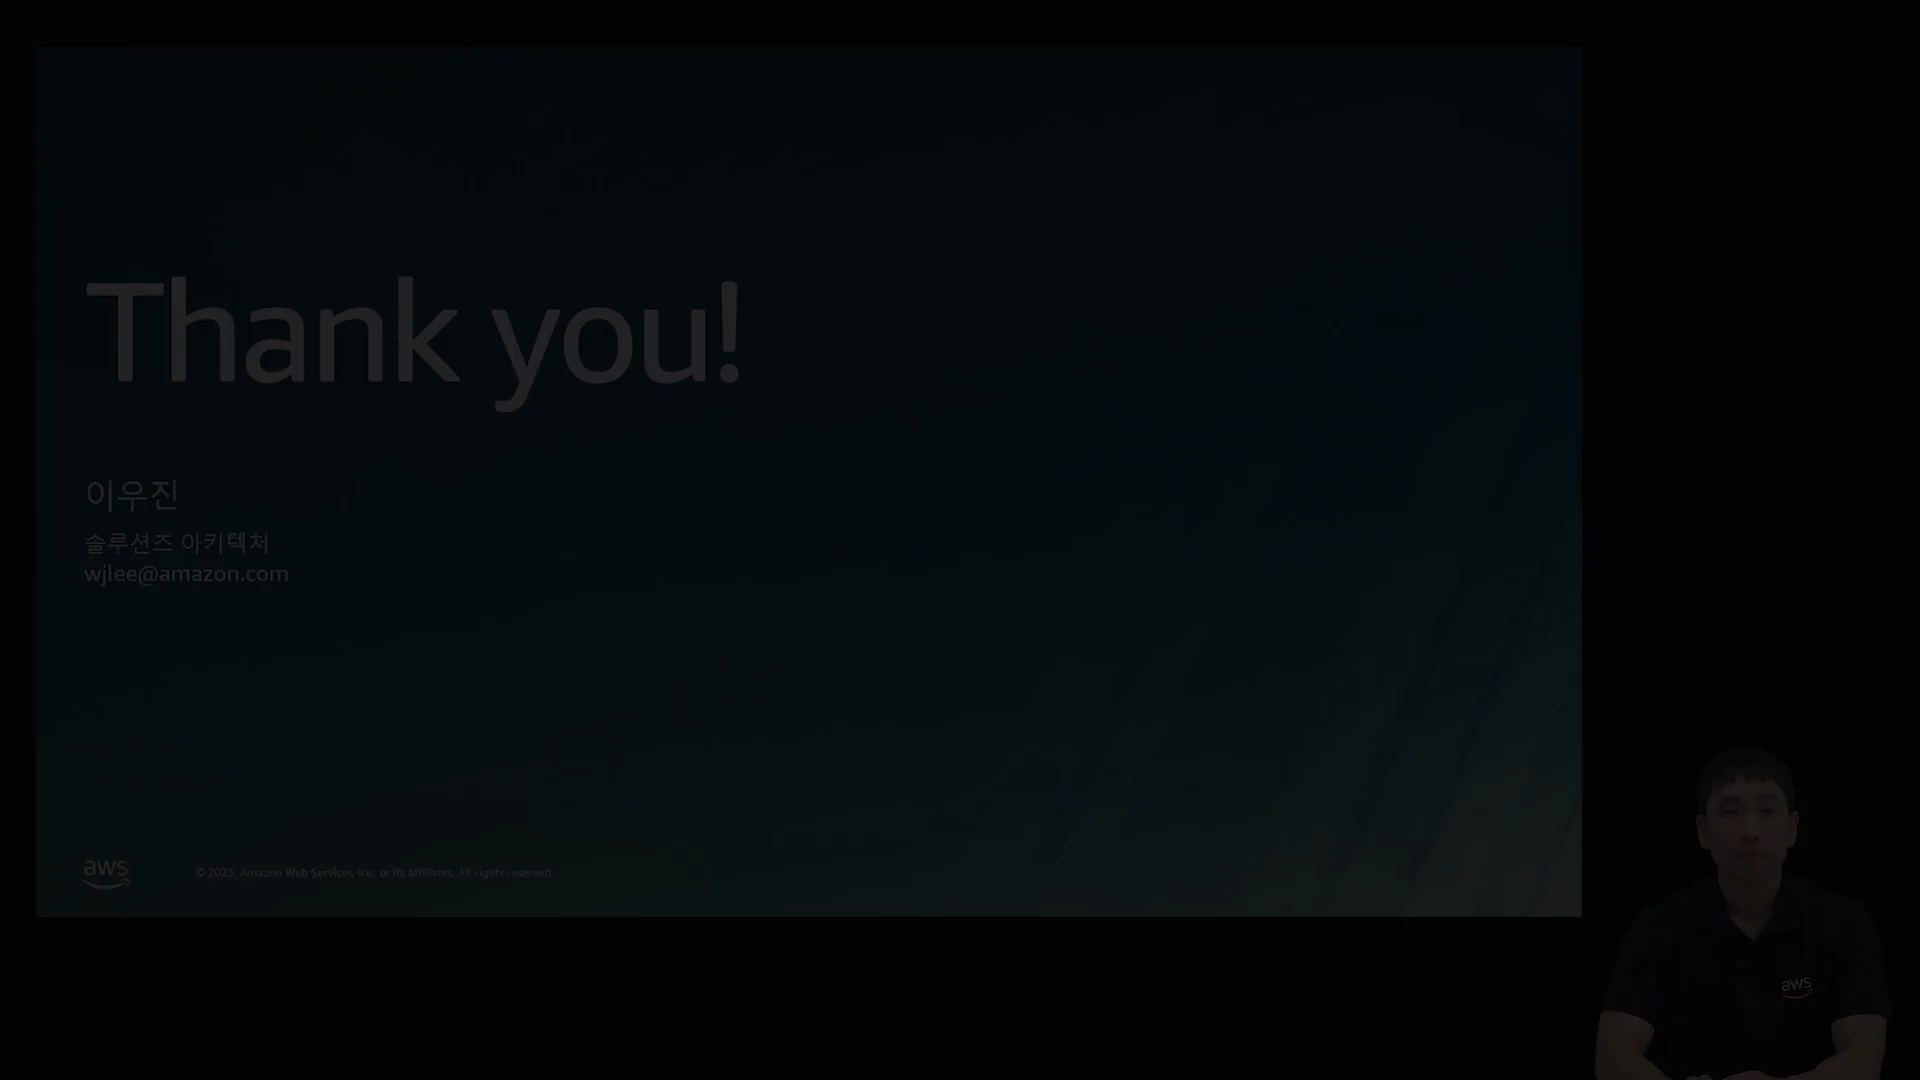 Thank you!
이우진
솔루션즈 아키텍처
wjlee@amazon.com
aws
© 2023, Amazon Web Services, Inc. or its affiliates. All rights reserved.
aws